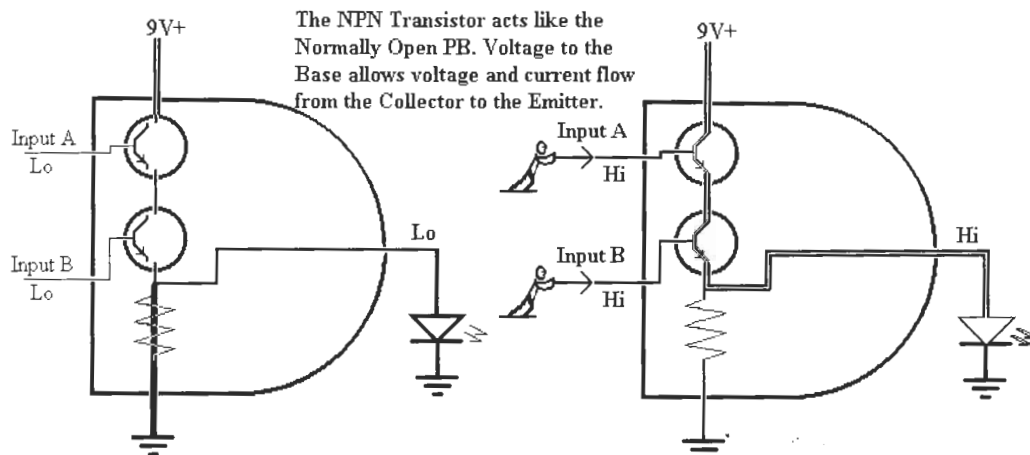 The NPN Transistor acts like the
Normally Open PB. Voltage to the
Base allows voltage and current flow
from the Collector to the Emitter.
9V+
Input A
Lo
Input B
Lo
Lo
9V+
Input A
Hi
Input B
Hi
Hi